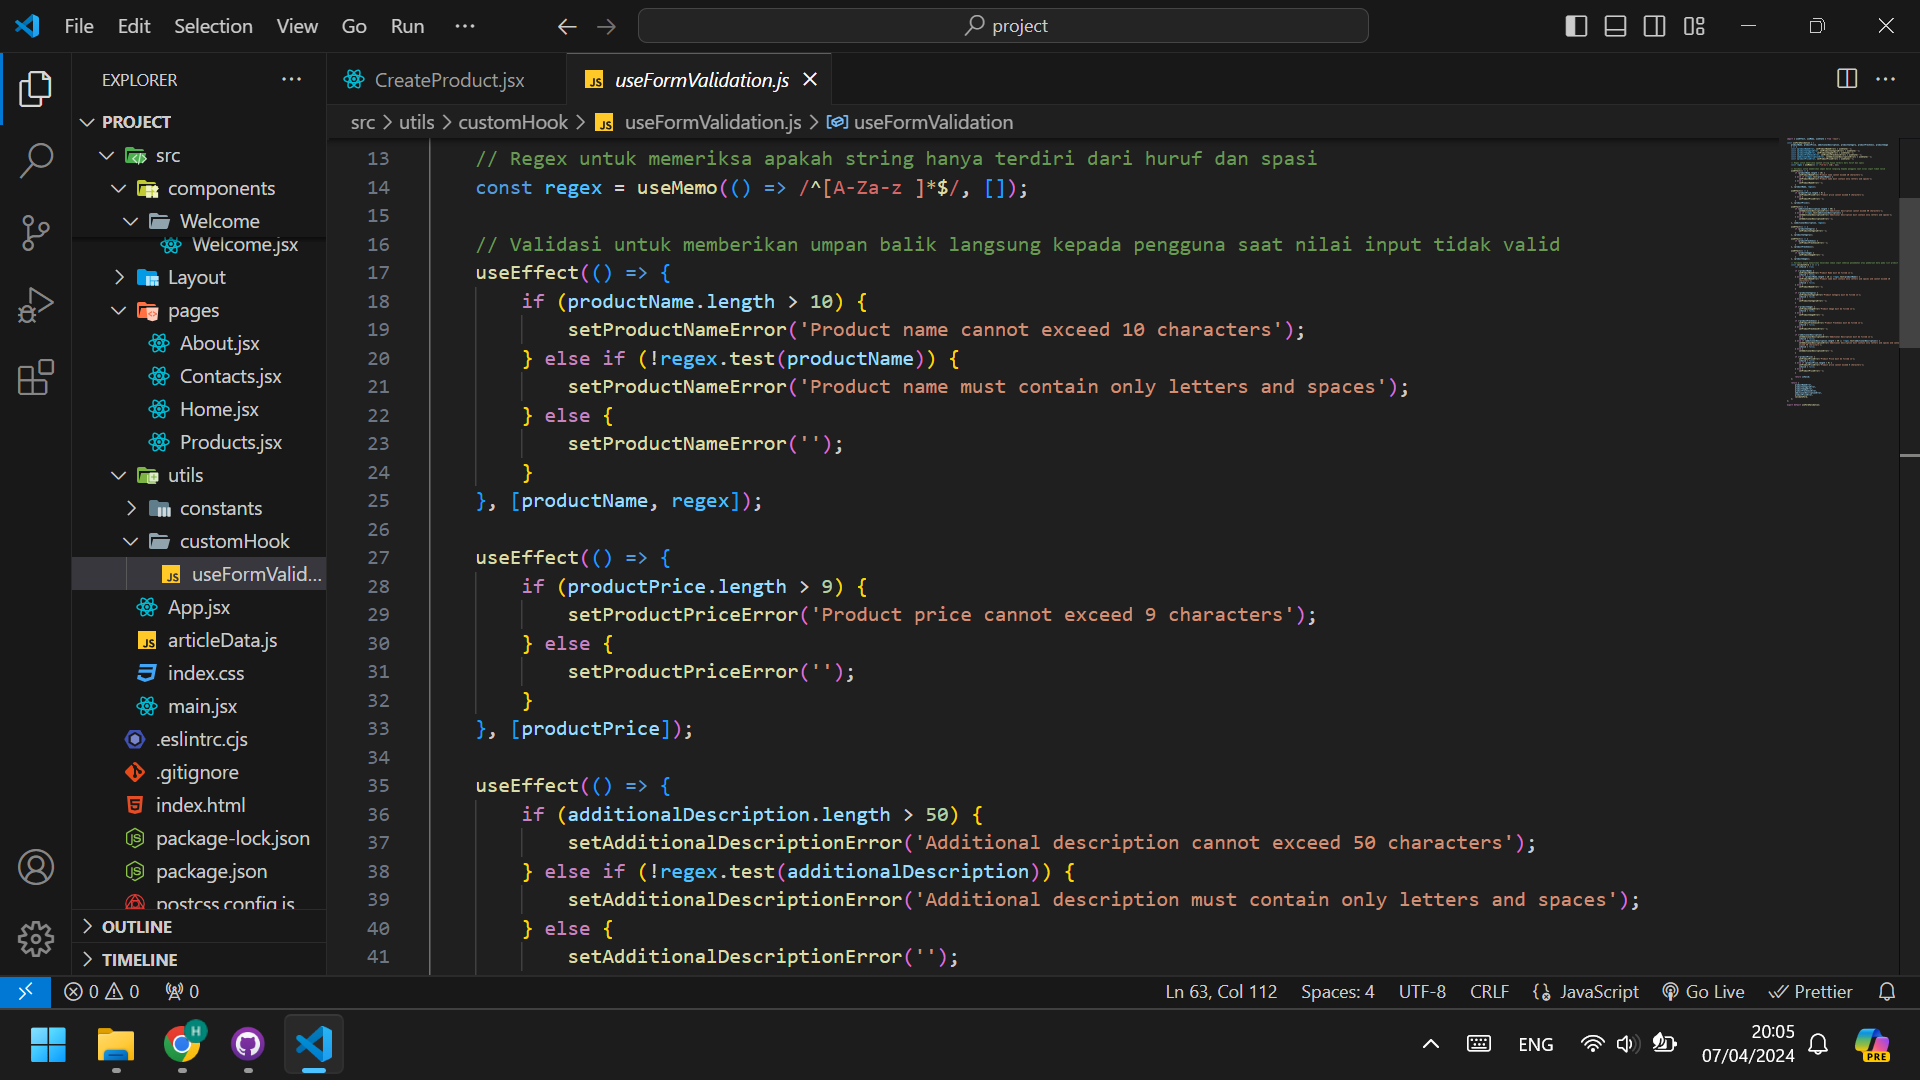 File Edit Selection View Go Run ···
project
EXPLORER
PROJECT
src
components
Welcome
Welcome.jsx
Layout
pages
About.jsx
Contacts.jsx
Home.jsx
Products.jsx
utils
constants
customHook
useFormValid...
App.jsx
articleData.js
index.css
main.jsx
.eslintrc.cjs
.gitignore
index.html
package-lock.json
package.json
postcss.config.js
OUTLINE
TIMELINE
CreateProduct.jsx
JS useFormValidation.js
src > utils > customHook > JS useFormValidation.js > useFormValidation
13 // Regex untuk memeriksa apakah string hanya terdiri dari huruf dan spasi
14 const regex = useMemo(() => /^[A-Za-z ]*$/, []);
15
16 // Validasi untuk memberikan umpan balik langsung kepada pengguna saat nilai input tidak valid
17 useEffect(() => {
18 if (productName.length > 10) {
19 setProductNameError('Product name cannot exceed 10 characters');
20 } else if (!regex.test(productName)) {
21 setProductNameError('Product name must contain only letters and spaces');
22 } else {
23 setProductNameError('');
24 }
25 }, [productName, regex]);
26
27 useEffect(() => {
28 if (productPrice.length > 9) {
29 setProductPriceError('Product price cannot exceed 9 characters');
30 } else {
31 setProductPriceError('');
32 }
33 }, [productPrice]);
34
35 useEffect(() => {
36 if (additionalDescription.length > 50) {
37 setAdditionalDescriptionError('Additional description cannot exceed 50 characters');
38 } else if (!regex.test(additionalDescription)) {
39 setAdditionalDescriptionError('Additional description must contain only letters and spaces');
40 } else {
41 setAdditionalDescriptionError('');
0 0 0
Ln 63, Col 112 Spaces: 4 UTF-8 CRLF JavaScript Go Live Prettier
H
ENG
20:05
07/04/2024
PRE